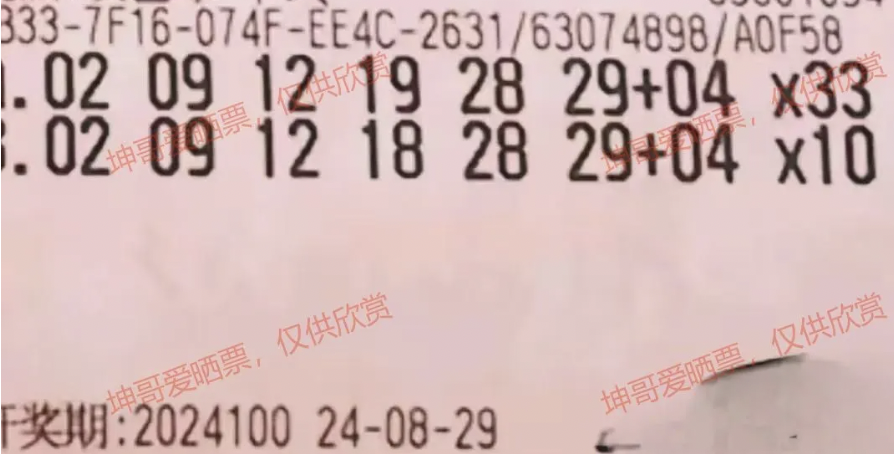 333-7F16-074F-EE4C-2631/63074898/A0F58
.02 09 12 19 28 29+04 x33
.02 09 12 18 28 29+04 x10
坤哥爱晒票，仅供欣赏
坤哥爱晒票，仅供欣赏
坤哥爱晒票，仅供欣赏
坤哥爱晒票，仅供欣赏
开奖期:2024100 24-08-29